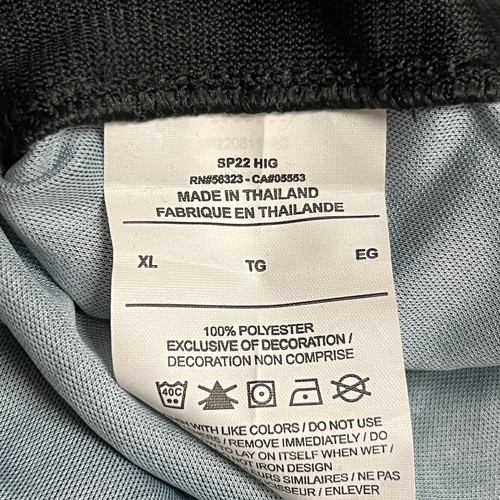 SP22 HIG
RN#56323 - CA#05553
MADE IN THAILAND
FABRIQUE EN THAILANDE
XL TG EG
100% POLYESTER
EXCLUSIVE OF DECORATION /
DECORATION NON COMPRISE
40C
WITH LIKE COLORS / DO NOT USE
/ REMOVE IMMEDIATELY / DO
TO LAY ON ITSELF WHEN WET /
NOT IRON DESIGN
COULEURS SIMILAIRES / NE PAS
/ ENLEVER